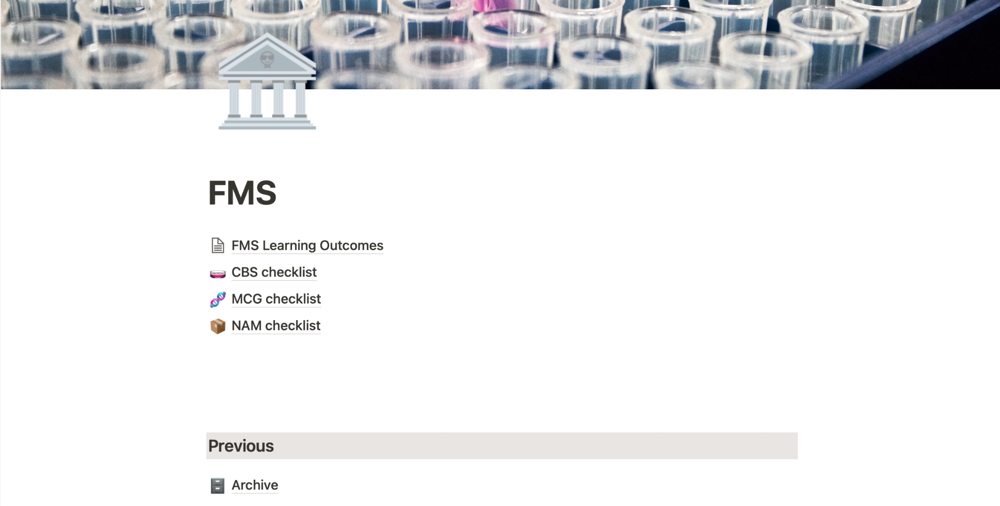 FMS
FMS Learning Outcomes
CBS checklist
MCG checklist
NAM checklist
Previous
Archive